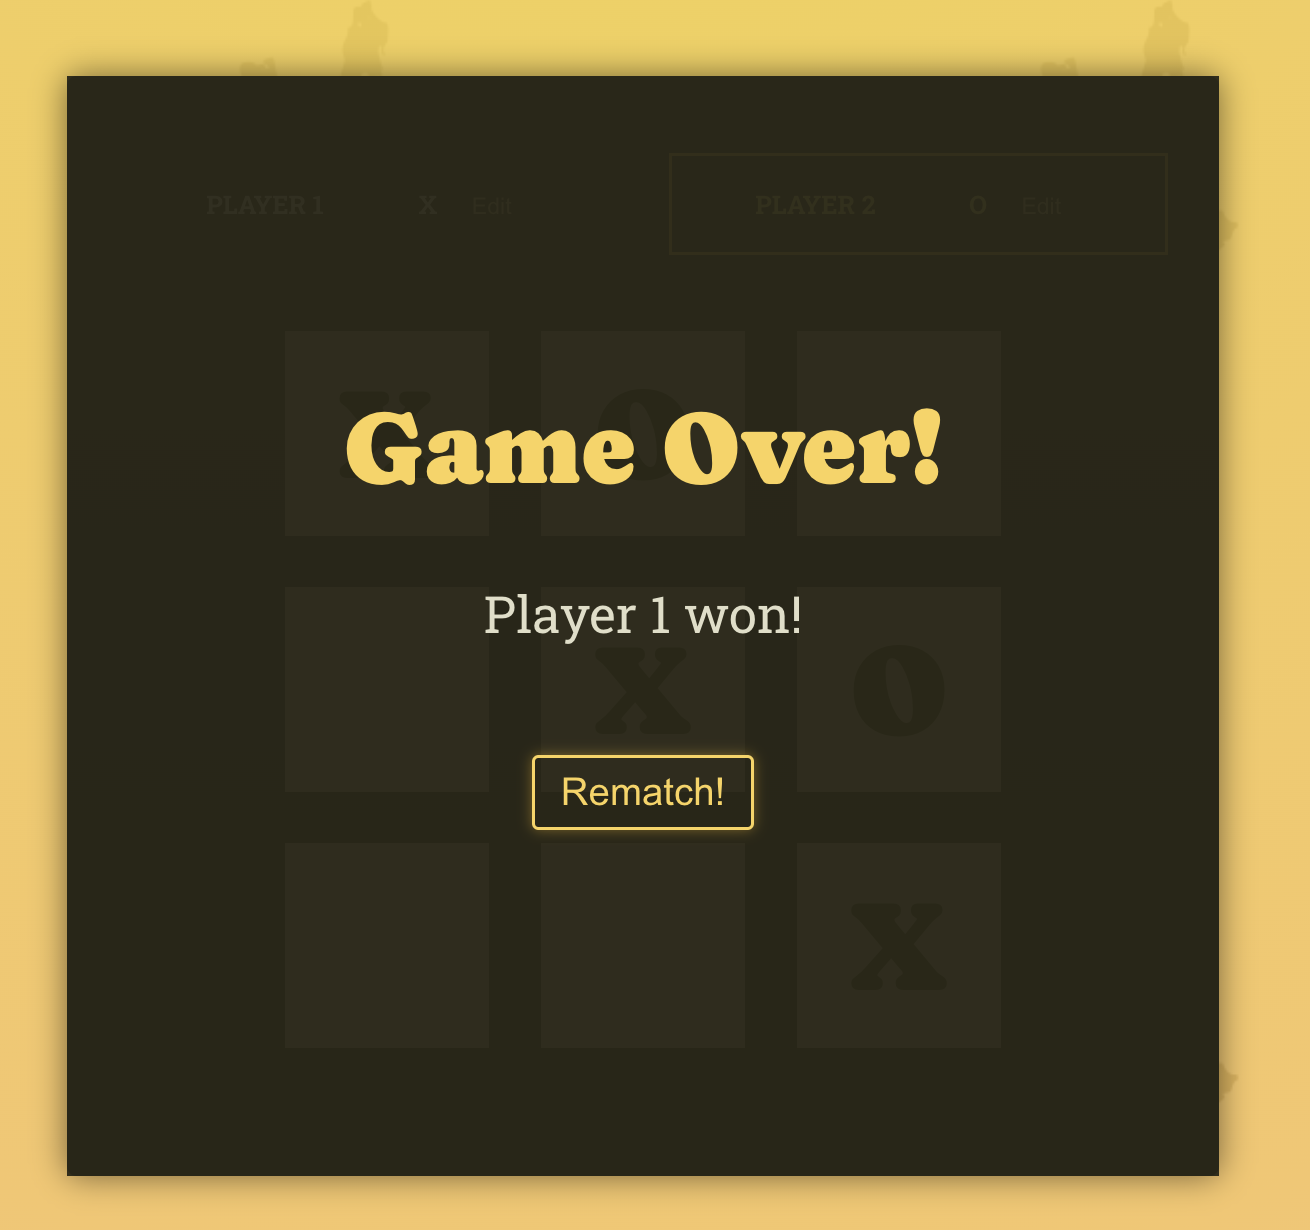 PLAYER 1 X Edit
PLAYER 2 O Edit
X O
Game Over!
Player 1 won!
X O
Rematch!
X